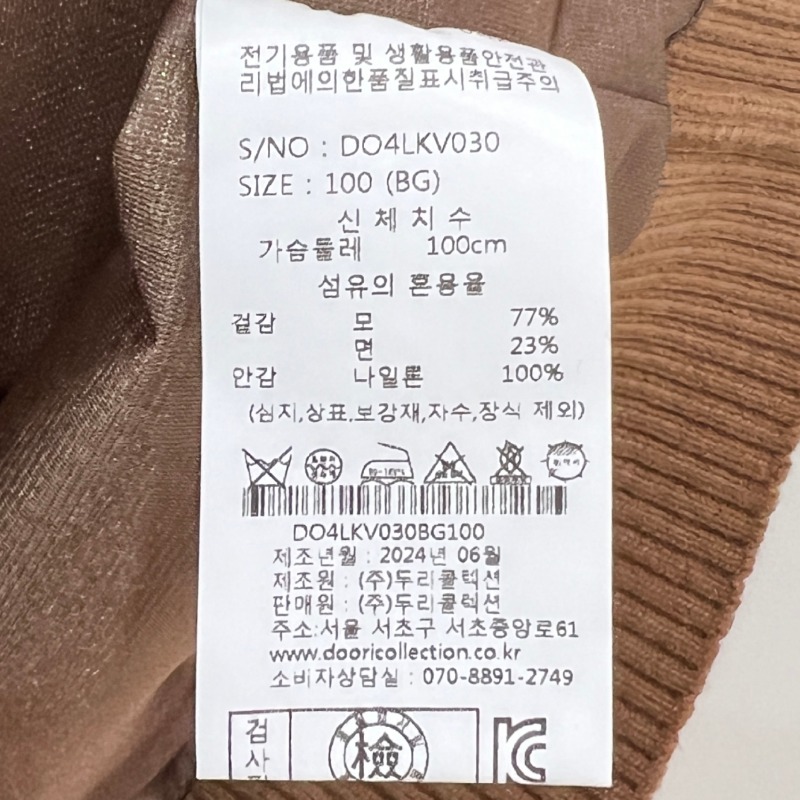 전기용품 및 생활용품안전관
리법에의한품질표시취급주의
S/NO : DO4LKV030
SIZE : 100 (BG)
신 체 치 수
가슴둘레 100cm
섬유의 혼용율
겉감 모 77%
면 23%
안감 나일론 100%
(심지,상표,보강재,자수,장식 제외)
DO4LKV030BG100
제조년월 : 2024년 06월
제조원 : (주)두리콜렉션
판매원 : (주)두리콜렉션
주소:서울 서초구 서초중앙로61
www.dooricollection.co.kr
소비자상담실 : 070-8891-2749
검
사
檢